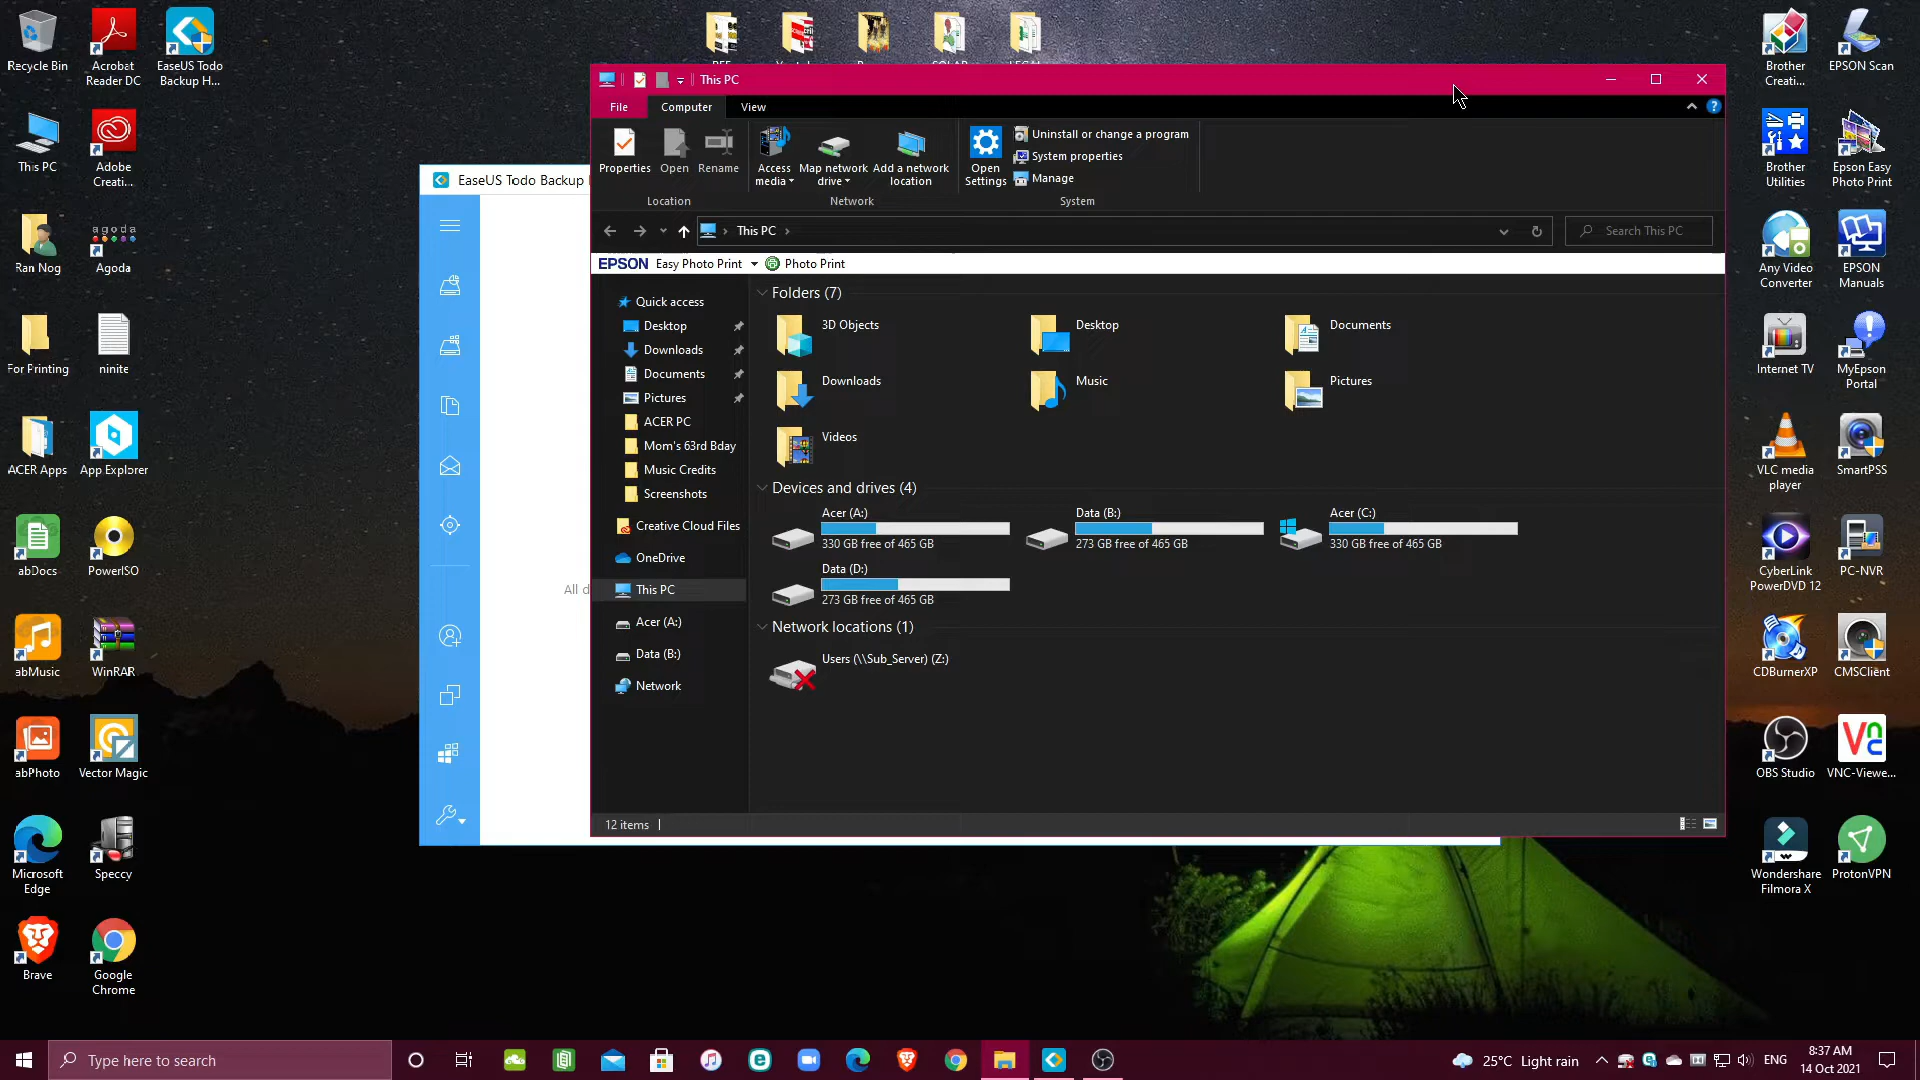 Recycle Bin
Acrobat
Reader DC
EaseUS Todo
Backup H...
This PC
Adobe
Creati...
Ran Nog
agoda
Agoda
For Printing
ninite
ACER Apps
App Explorer
abDocs
PowerISO
abMusic
WinRAR
abPhoto
Vector Magic
Microsoft
Edge
Speccy
Brave
Google
Chrome
EaseUS Todo Backup
All d
This PC
File
Computer
View
Properties
Open
Rename
Access
media
Map network
drive
Add a network
location
Open
Settings
Uninstall or change a program
System properties
Manage
Location
Network
System
This PC
Search This PC
EPSON Easy Photo Print
Photo Print
Quick access
Desktop
Downloads
Documents
Pictures
ACER PC
Mom's 63rd Bday
Music Credits
Screenshots
Creative Cloud Files
OneDrive
This PC
Acer (A:)
Data (B:)
Network
Folders (7)
3D Objects
Desktop
Documents
Downloads
Music
Pictures
Videos
Devices and drives (4)
Acer (A:)
330 GB free of 465 GB
Data (B:)
273 GB free of 465 GB
Acer (C:)
330 GB free of 465 GB
Data (D:)
273 GB free of 465 GB
Network locations (1)
Users (\\Sub_Server) (Z:)
12 items
Brother
Creati...
EPSON Scan
Brother
Utilities
Epson Easy
Photo Print
Any Video
Converter
EPSON
Manuals
Internet TV
MyEpson
Portal
VLC media
player
SmartPSS
CyberLink
PowerDVD 12
PC-NVR
CDBurnerXP
CMSClient
OBS Studio
VNC-Viewe...
Wondershare
Filmora X
ProtonVPN
Type here to search
25°C Light rain
ENG
8:37 AM
14 Oct 2021